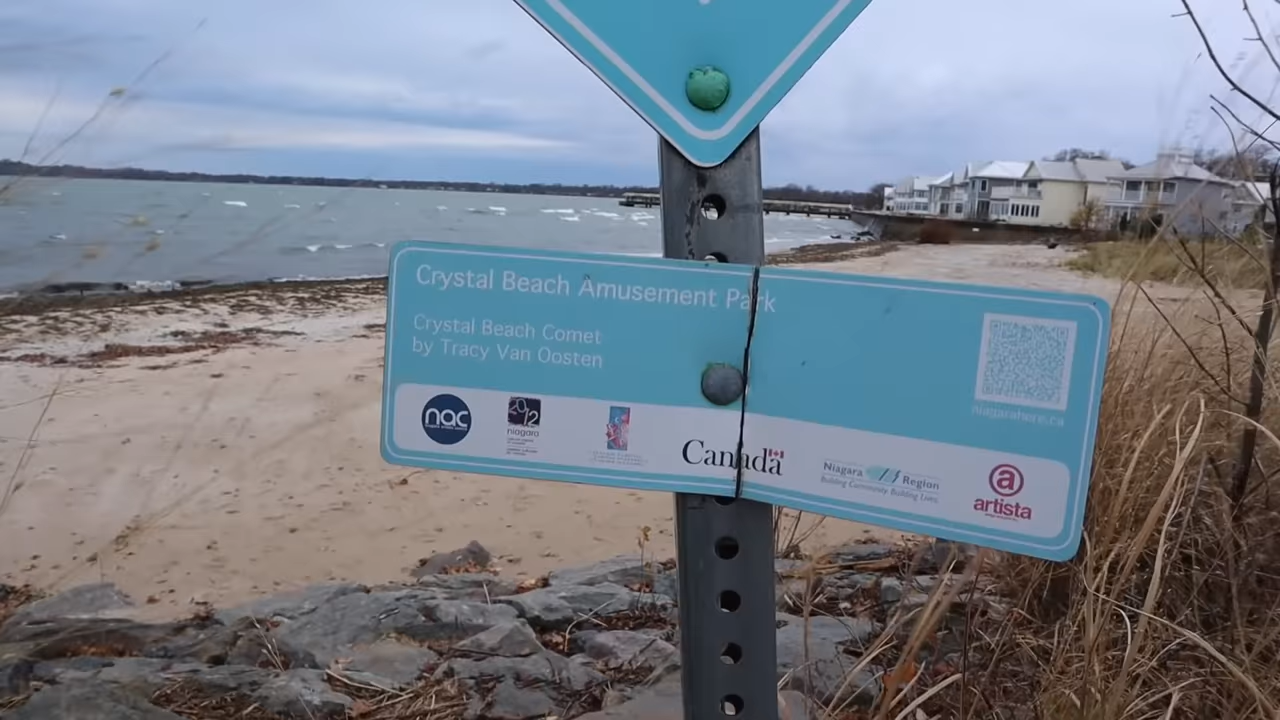 Crystal Beach Amusement Park
Crystal Beach Comet
by Tracy Van Oosten
niagarahere.ca
nac
2012
niagara
Canada
Niagara Region
Building Community Building Lives
artista